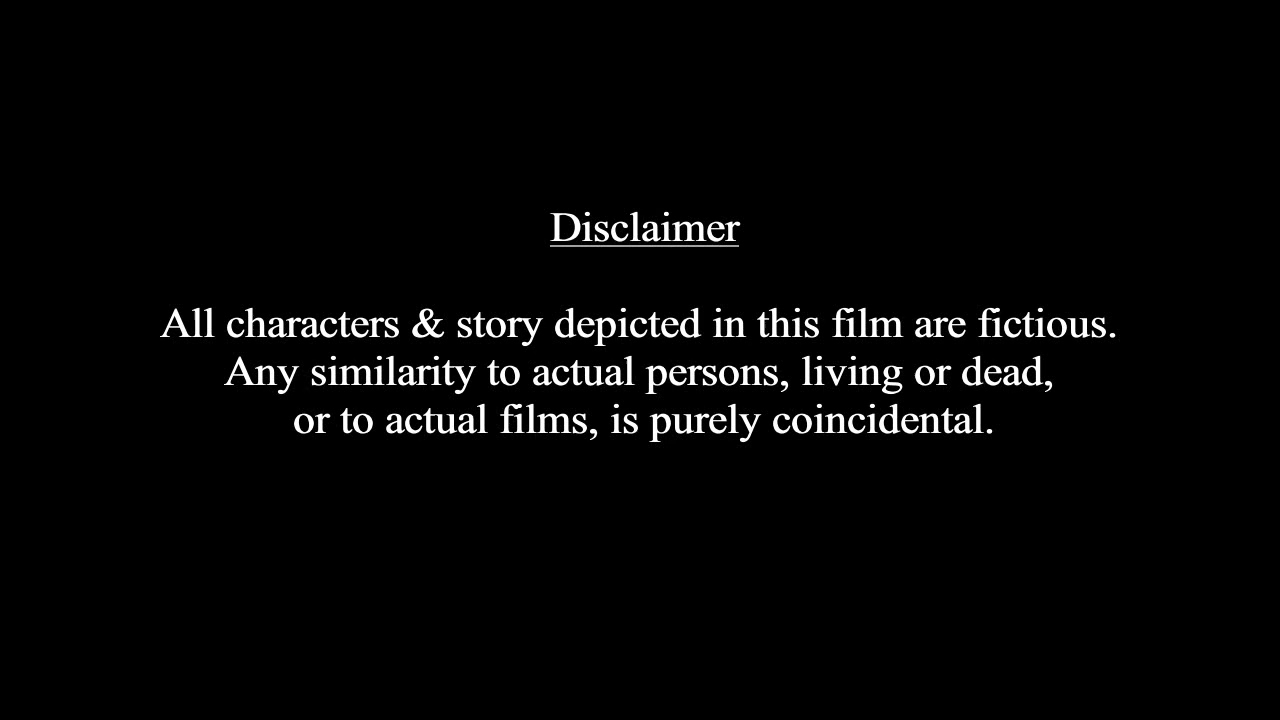 Disclaimer
All characters & story depicted in this film are fictious.
Any similarity to actual persons, living or dead,
or to actual films, is purely coincidental.